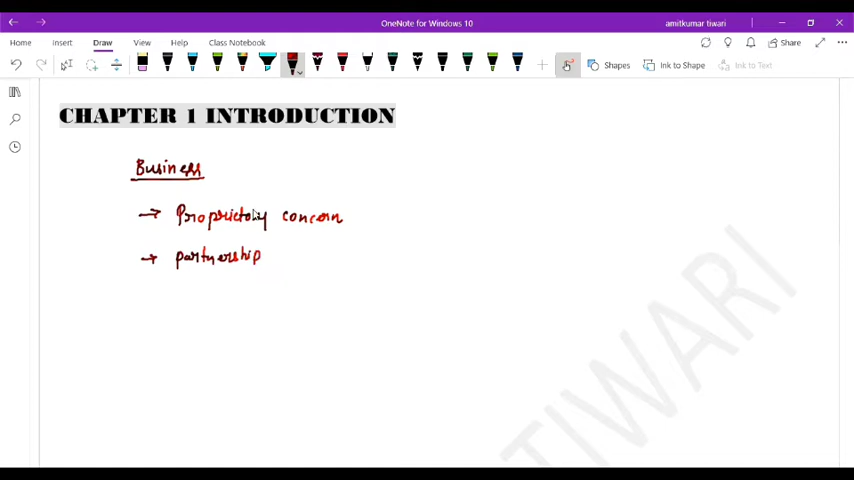 OneNote for Windows 10
amitkumar tiwari
Home Insert Draw View Help Class Notebook
Share
Shapes Ink to Shape Ink to Text
CHAPTER 1 INTRODUCTION
Business
→ Proprietory concern
→ partnership
TIWARI